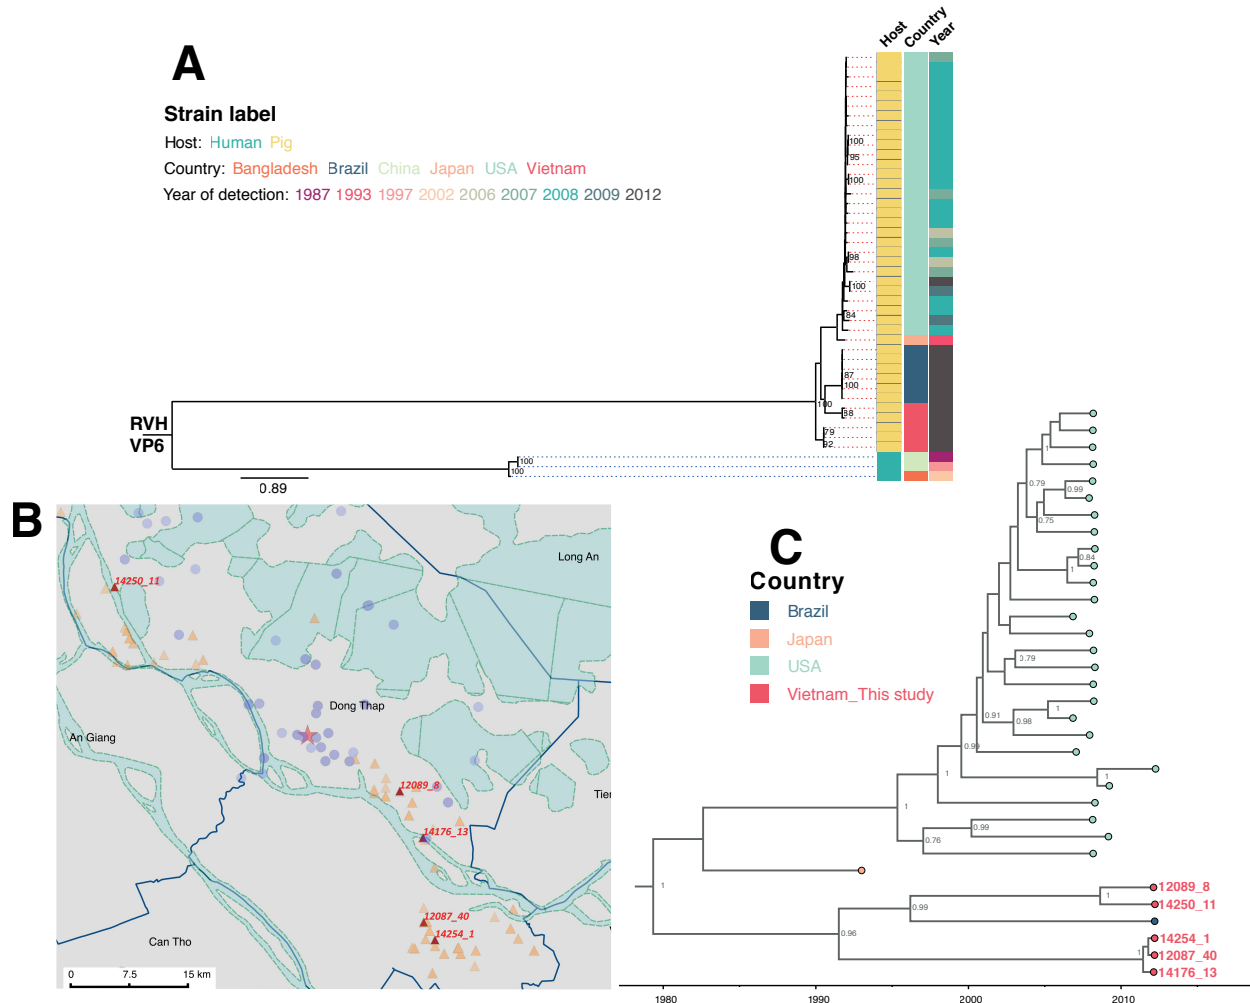 A
Host
Country
Year
Strain label
Host: Human Pig
Country: Bangladesh Brazil China Japan USA Vietnam
Year of detection: 1987 1993 1997 2002 2006 2007 2008 2009 2012
100
95
100
98
100
84
87
100
100
88
79
92
RVH
VP6
100
100
0.89
B
Long An
14250_11
Dong Thap
An Giang
12089_8
Tien
14176_13
12087_40
14254_1
Can Tho
0 7.5 15 km
C
Country
Brazil
Japan
USA
Vietnam_This study
1
0.79
0.99
0.75
0.84
1
0.79
1
0.91
0.98
0.99
1
1
1
0.99
0.76
1
12089_8
1
14250_11
0.99
0.96
14254_1
1
12087_40
14176_13
1980 1990 2000 2010